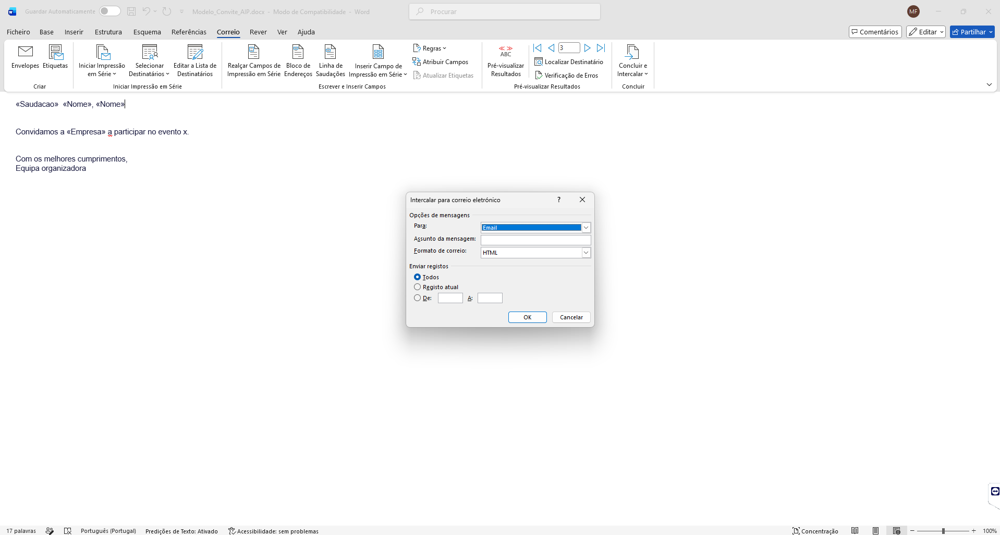 Guardar Automaticamente
Modelo_Convite_AIP.docx - Modo de Compatibilidade - Word
Procurar
MF
Ficheiro Base Inserir Estrutura Esquema Referências Correio Rever Ver Ajuda
Comentários Editar Partilhar
Envelopes Etiquetas
Criar
Iniciar Impressão
em Série
Selecionar
Destinatários
Editar a Lista de
Destinatários
Iniciar Impressão em Série
Realçar Campos de
Impressão em Série
Bloco de
Endereços
Linha de
Saudações
Inserir Campo de
Impressão em Série
Regras
Atribuir Campos
Atualizar Etiquetas
Escrever e Inserir Campos
ABC
Pré-visualizar
Resultados
3
Localizar Destinatário
Verificação de Erros
Pré-visualizar Resultados
Concluir e
Intercalar
Concluir
«Saudacao»  «Nome», «Nome»
Convidamos a «Empresa» a participar no evento x.
Com os melhores cumprimentos,
Equipa organizadora
Intercalar para correio eletrónico ?
Opções de mensagens
Para: Email
Assunto da mensagem:
Formato de correio: HTML
Enviar registos
Todos
Registo atual
De: A:
OK Cancelar
17 palavras Português (Portugal) Predições de Texto: Ativado Acessibilidade: sem problemas Concentração 100%